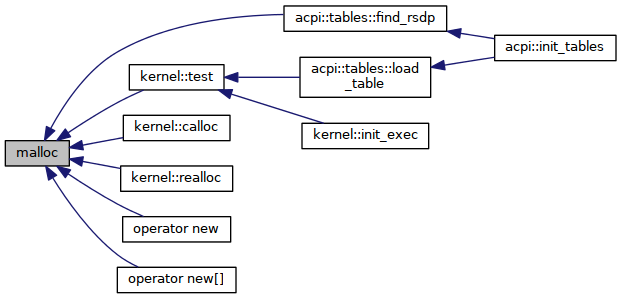 acpi::tables::find_rsdp
acpi::init_tables
kernel::test
acpi::tables::load
_table
kernel::calloc
kernel::init_exec
malloc
kernel::realloc
operator new
operator new[]